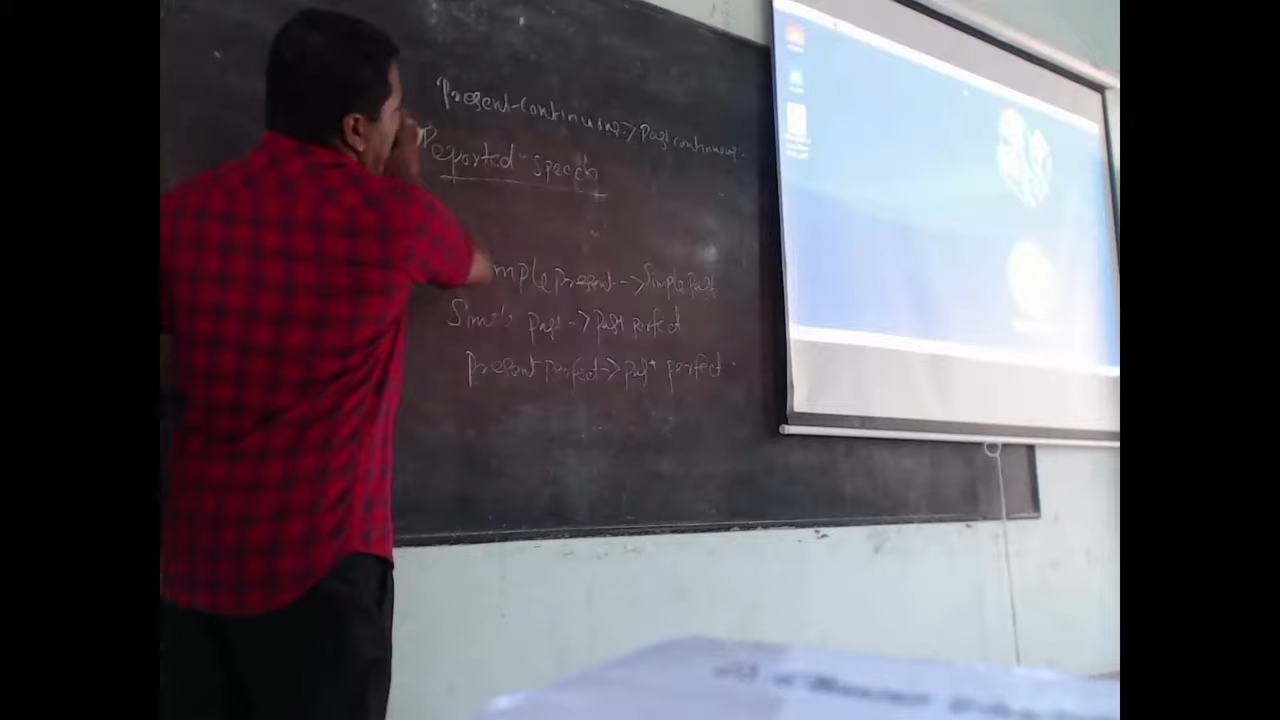 Present-continuous-> Past continuous.
Reported speech
mple present --> Simple past
Simple past -> past perfect
Present perfect -> past perfect.